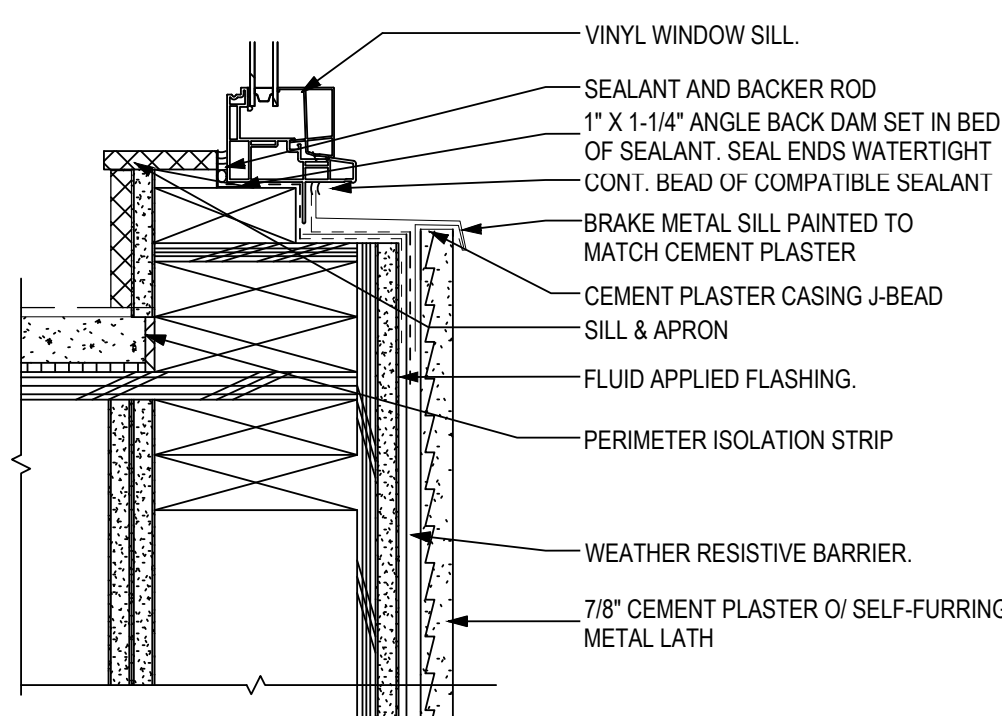 VINYL WINDOW SILL.
SEALANT AND BACKER ROD
1" X 1-1/4" ANGLE BACK DAM SET IN BED
OF SEALANT. SEAL ENDS WATERTIGHT
CONT. BEAD OF COMPATIBLE SEALANT
BRAKE METAL SILL PAINTED TO
MATCH CEMENT PLASTER
CEMENT PLASTER CASING J-BEAD
SILL & APRON
FLUID APPLIED FLASHING.
PERIMETER ISOLATION STRIP
WEATHER RESISTIVE BARRIER.
7/8" CEMENT PLASTER O/ SELF-FURRING
METAL LATH